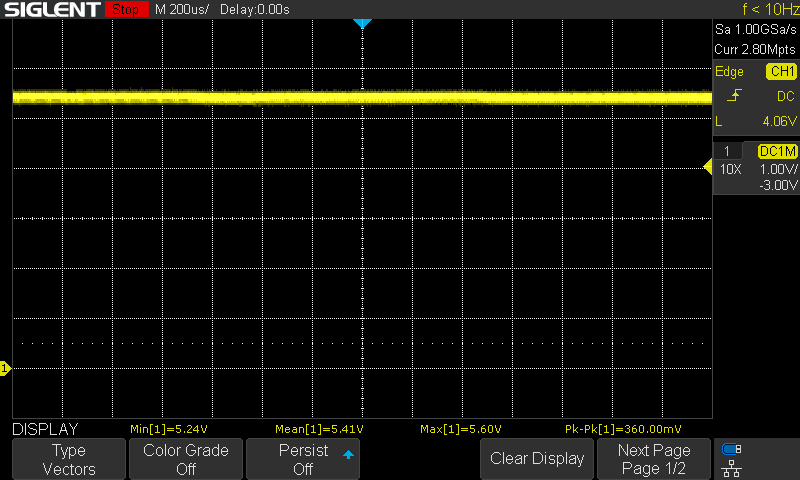 SIGLENT Stop M 200us/ Delay:0.00s f < 10Hz
Sa 1.00GSa/s
Curr 2.80Mpts
Edge CH1
DC
L 4.06V
1 DC1M
10X 1.00V/
-3.00V
1
DISPLAY Min[1]=5.24V Mean[1]=5.41V Max[1]=5.60V Pk-Pk[1]=360.00mV
Type
Vectors
Color Grade
Off
Persist
Off
Clear Display
Next Page
Page 1/2